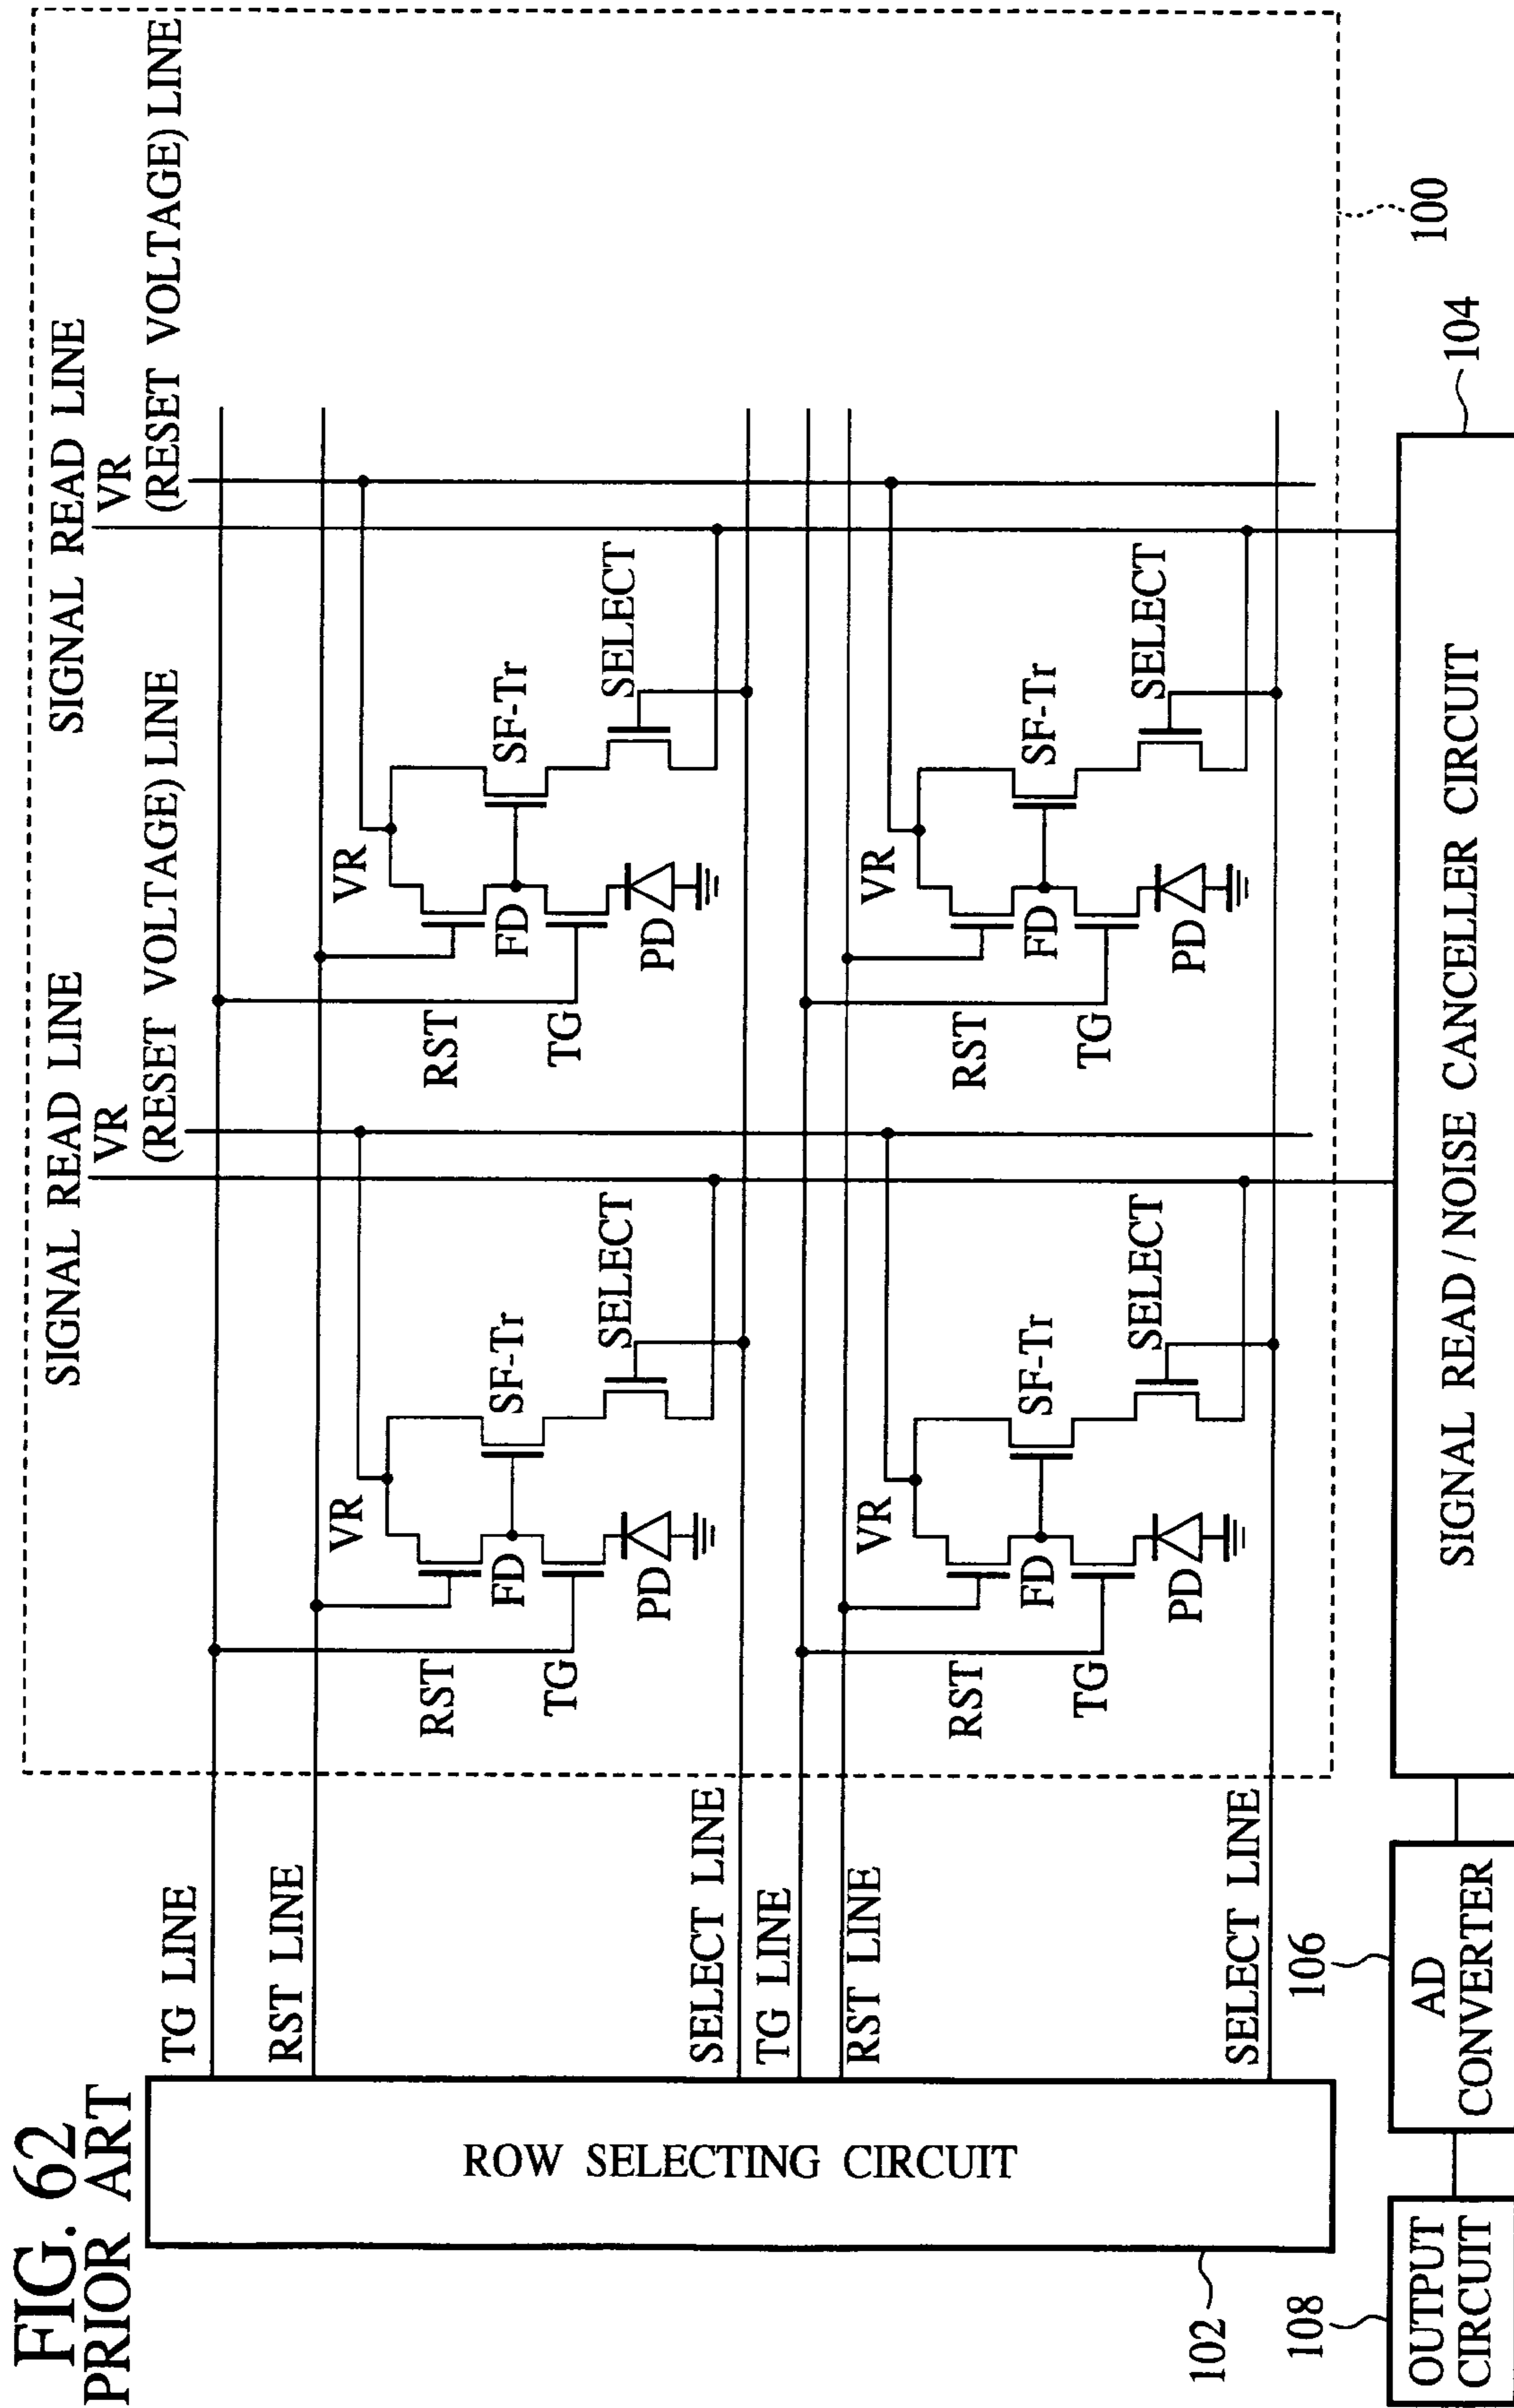 FIG. 62
PRIOR ART
SIGNAL READ LINE
VR
(RESET VOLTAGE) LINE
SIGNAL READ LINE
VR
(RESET VOLTAGE) LINE
TG LINE
RST LINE
SELECT LINE
TG LINE
RST LINE
SELECT LINE
ROW SELECTING CIRCUIT
102
VR
RST
FD
SF-Tr
TG
PD
SELECT
VR
RST
FD
SF-Tr
TG
PD
SELECT
VR
RST
FD
SF-Tr
TG
PD
SELECT
VR
RST
FD
SF-Tr
TG
PD
SELECT
100
104
SIGNAL READ / NOISE CANCELLER CIRCUIT
106
AD
CONVERTER
108
OUTPUT
CIRCUIT